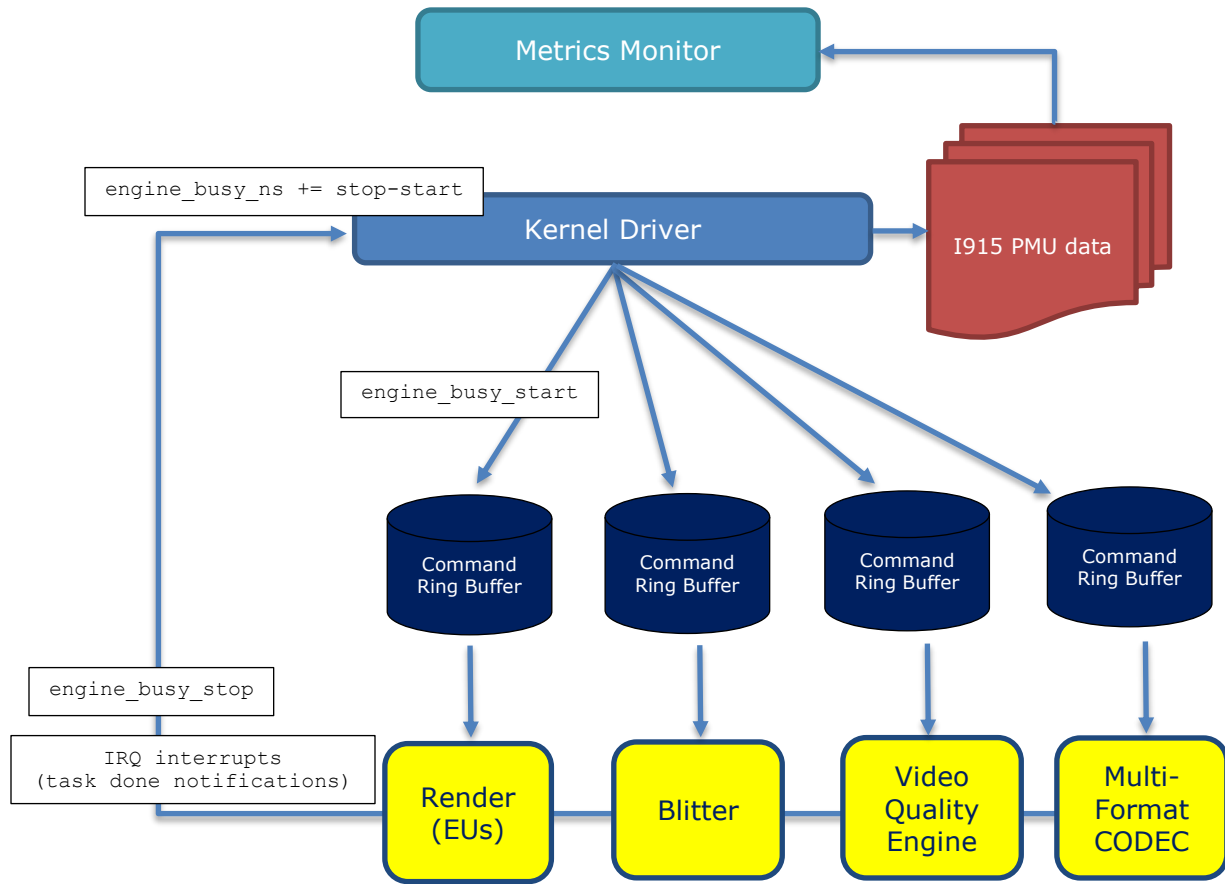 Metrics Monitor
engine_busy_ns += stop-start
Kernel Driver
I915 PMU data
engine_busy_start
Command
Ring Buffer
Command
Ring Buffer
Command
Ring Buffer
Command
Ring Buffer
engine_busy_stop
IRQ interrupts
(task done notifications)
Render
(EUs)
Blitter
Video
Quality
Engine
Multi-
Format
CODEC